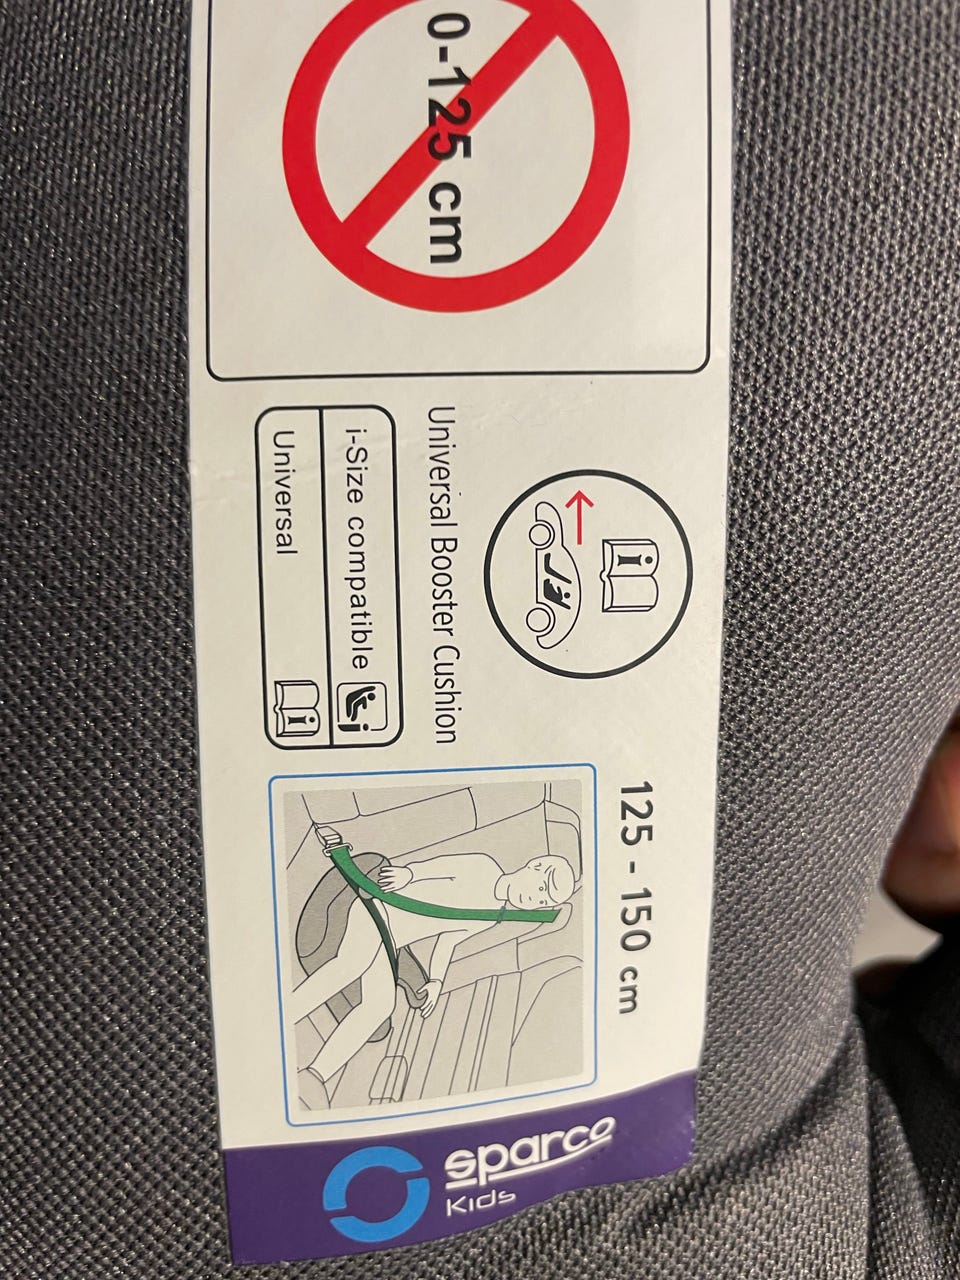 0-125 cm
Universal Booster Cushion
i-Size compatible
i
Universal
i
i
125 - 150 cm
sparco
Kids